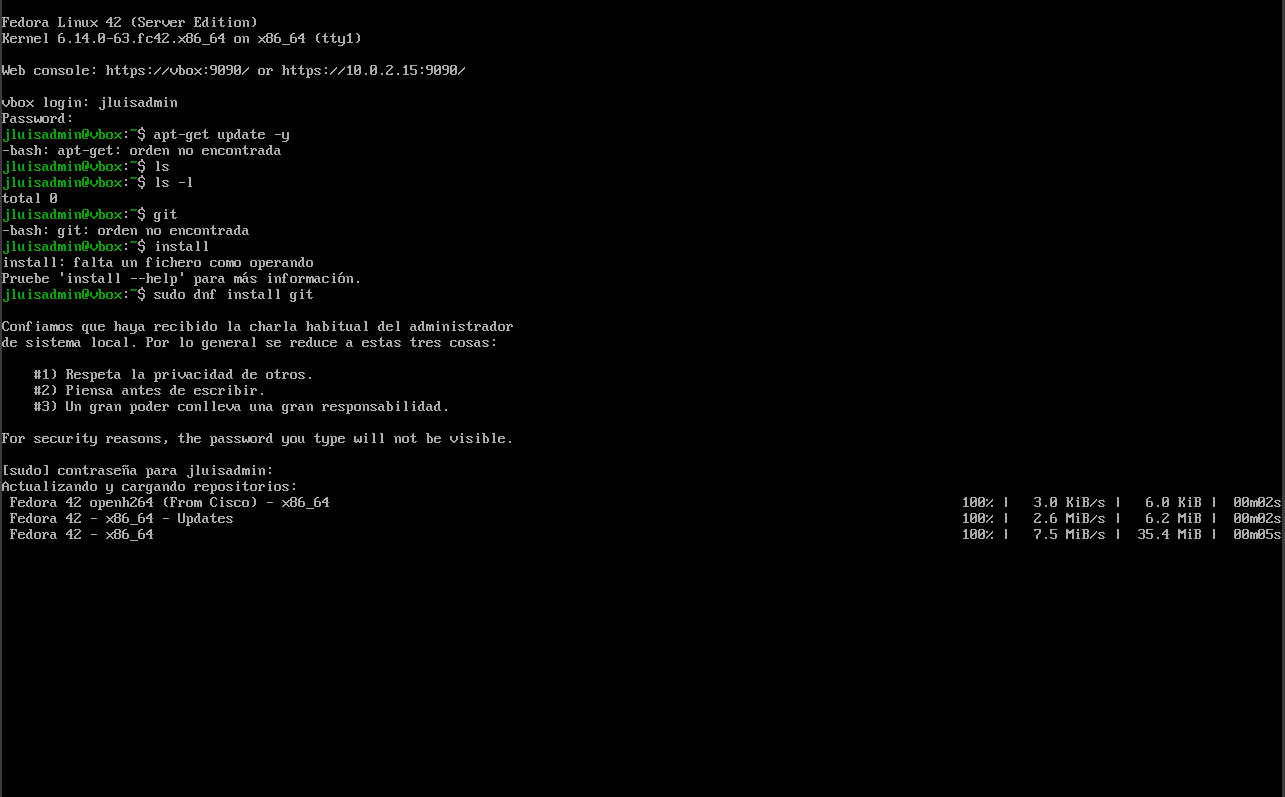 Fedora Linux 42 (Server Edition)
Kernel 6.14.0-63.fc42.x86_64 on x86_64 (tty1)
Web console: https://vbox:9090/ or https://10.0.2.15:9090/
vbox login: jluisadmin
Password:
jluisadmin@vbox:~$ apt-get update -y
-bash: apt-get: orden no encontrada
jluisadmin@vbox:~$ ls
jluisadmin@vbox:~$ ls -l
total 0
jluisadmin@vbox:~$ git
-bash: git: orden no encontrada
jluisadmin@vbox:~$ install
install: falta un fichero como operando
Pruebe 'install --help' para más información.
jluisadmin@vbox:~$ sudo dnf install git
Confiamos que haya recibido la charla habitual del administrador
de sistema local. Por lo general se reduce a estas tres cosas:
#1) Respeta la privacidad de otros.
#2) Piensa antes de escribir.
#3) Un gran poder conlleva una gran responsabilidad.
For security reasons, the password you type will not be visible.
[sudo] contraseña para jluisadmin:
Actualizando y cargando repositorios:
Fedora 42 openh264 (From Cisco) - x86_64 100% | 3.0 KiB/s | 6.0 KiB | 00m02s
Fedora 42 - x86_64 - Updates 100% | 2.6 MiB/s | 6.2 MiB | 00m02s
Fedora 42 - x86_64 100% | 7.5 MiB/s | 35.4 MiB | 00m05s